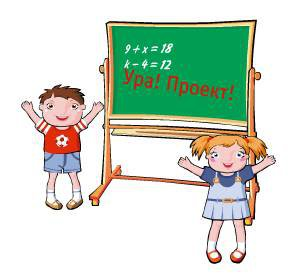 9 + x = 18
k - 4 = 12
Ура! Проект!